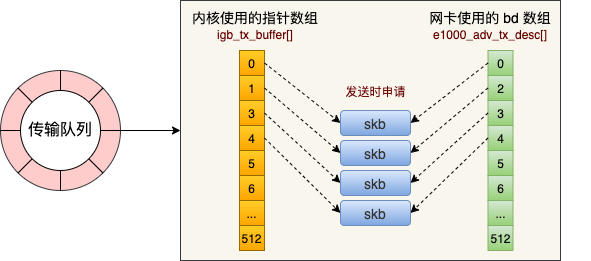 内核使用的指针数组
igb_tx_buffer[]
网卡使用的 bd 数组
e1000_adv_tx_desc[]
传输队列
0
1
3
4
5
6
...
512
发送时申请
skb
skb
skb
skb
0
2
3
4
5
6
...
512